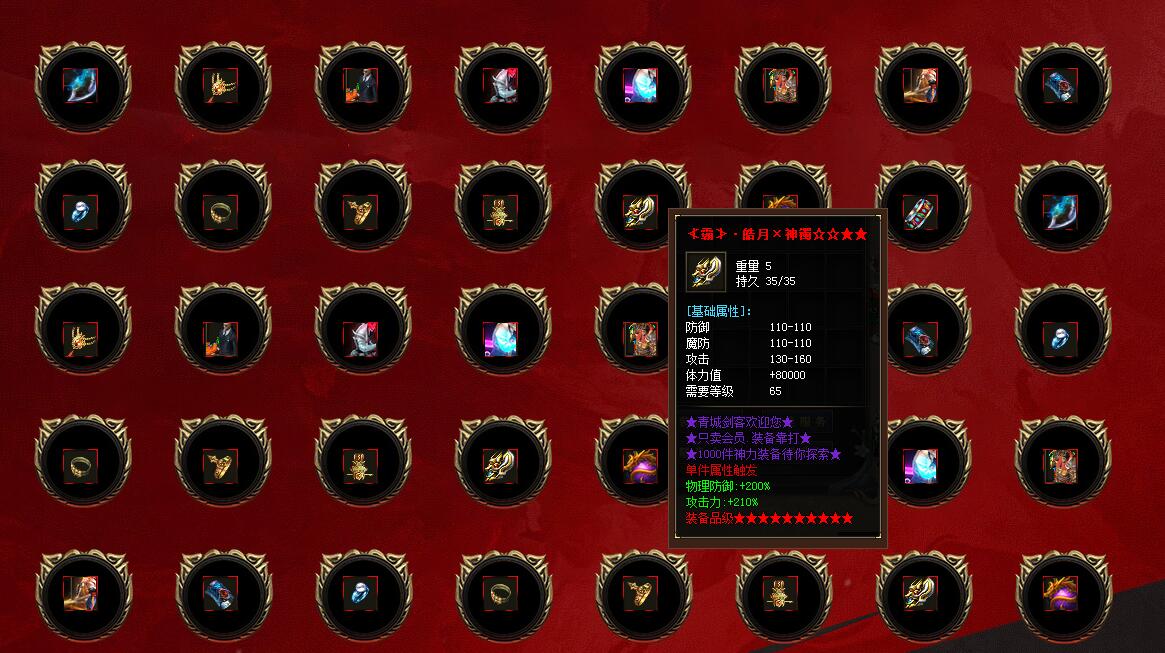 ≮霸≯·皓月×神镯☆☆★★
重量 5
持久 35/35
[基础属性]:
防御 110-110
魔防 110-110
攻击 130-160
体力值 +80000
需要等级 65
★青城剑客欢迎您★
★只卖会员 装备靠打★
★1000件神力装备待你探索★
单件属性触发
物理防御:+200%
攻击力:+210%
装备品级★★★★★★★★★★